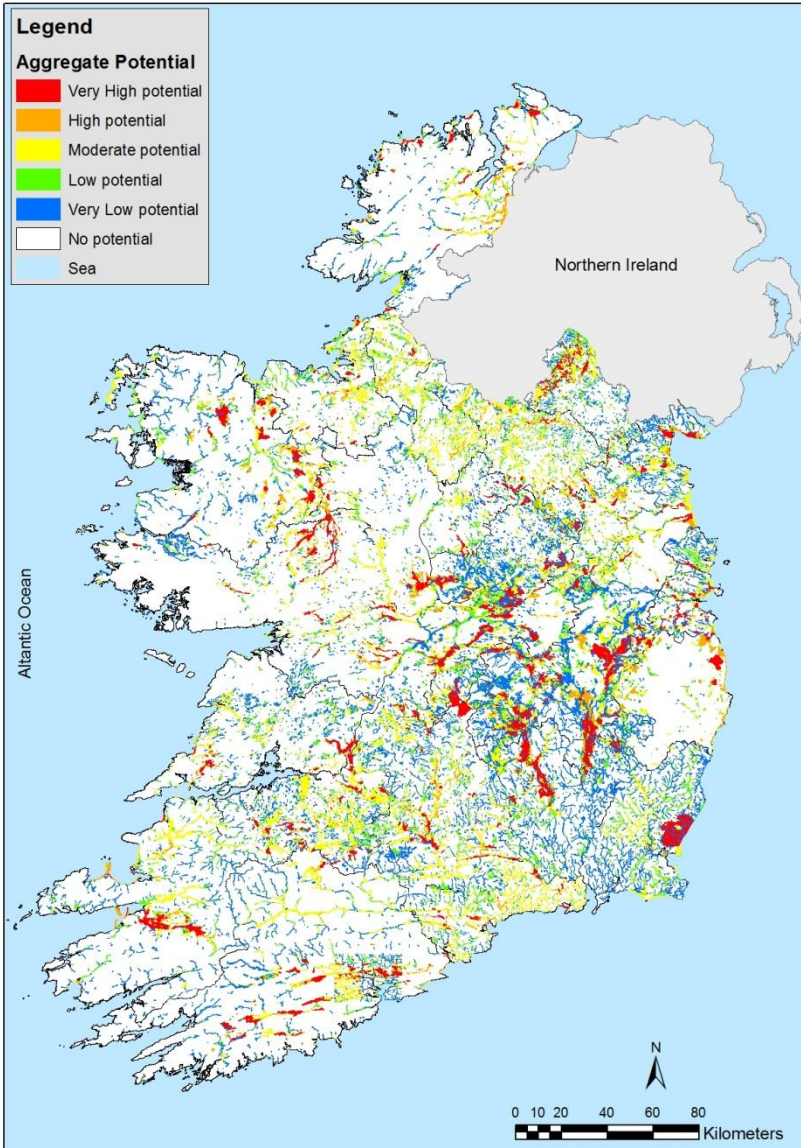 Legend
Aggregate Potential
Very High potential
High potential
Moderate potential
Low potential
Very Low potential
No potential
Sea
Northern Ireland
Altantic Ocean
N
0 10 20 40 60 80
Kilometers